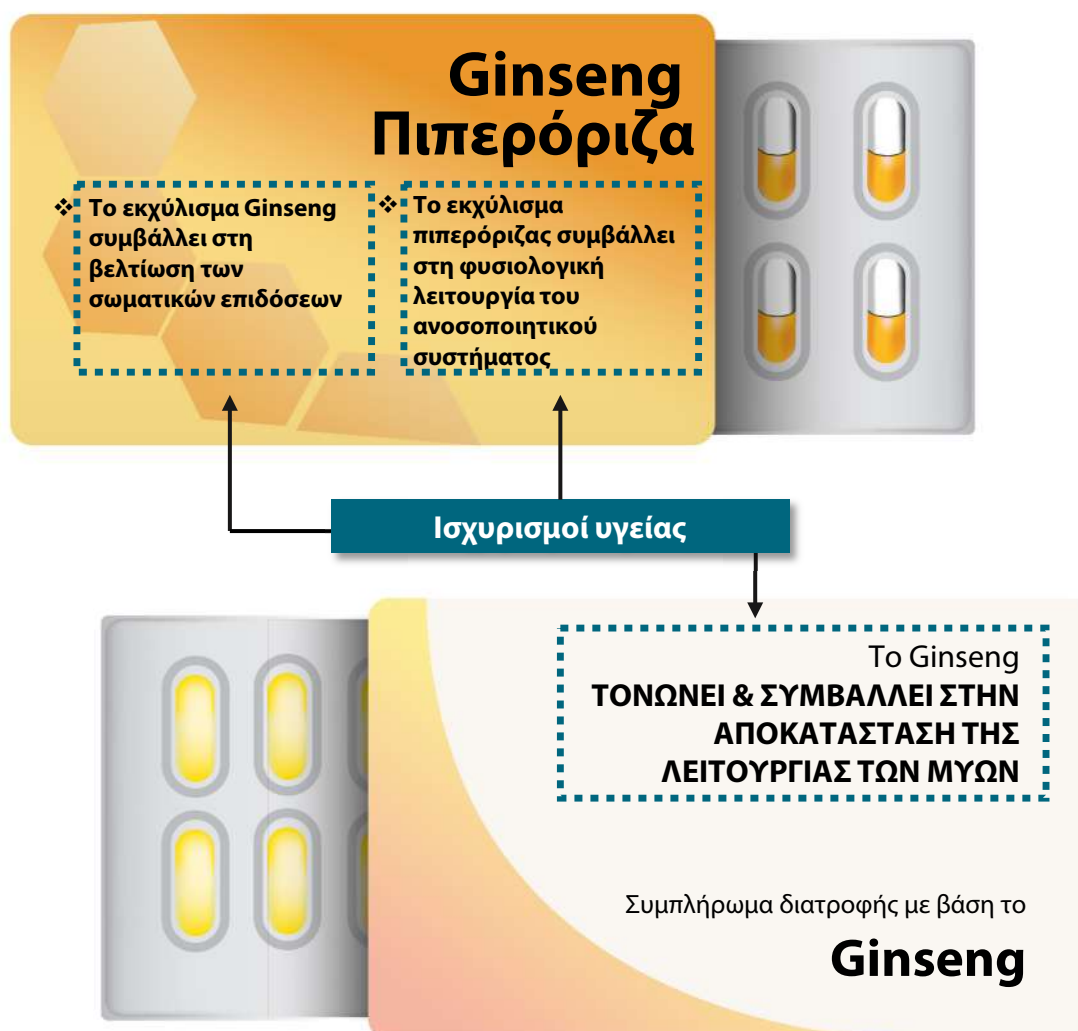 Ginseng
Πιπερόριζα
❖ Το εκχύλισμα Ginseng
συμβάλλει στη
βελτίωση των
σωματικών επιδόσεων
❖ Το εκχύλισμα
πιπερόριζας συμβάλλει
στη φυσιολογική
λειτουργία του
ανοσοποιητικού
συστήματος
Ισχυρισμοί υγείας
Το Ginseng
ΤΟΝΩΝΕΙ & ΣΥΜΒΑΛΛΕΙ ΣΤΗΝ
ΑΠΟΚΑΤΑΣΤΑΣΗ ΤΗΣ
ΛΕΙΤΟΥΡΓΙΑΣ ΤΩΝ ΜΥΩΝ
Συμπλήρωμα διατροφής με βάση το
Ginseng